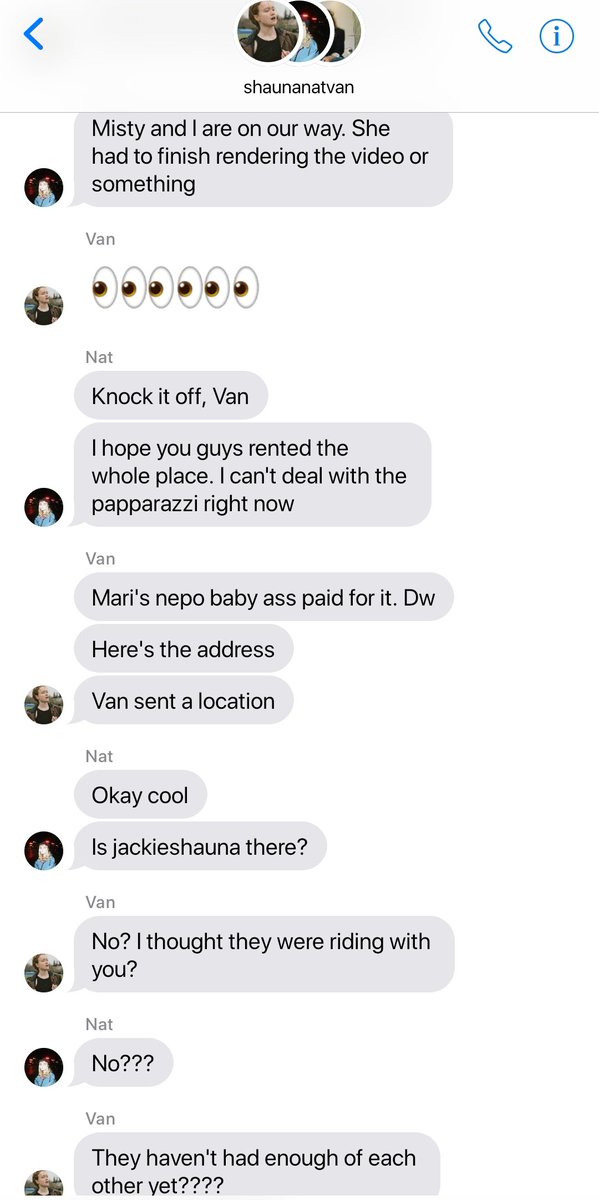 shaunanatvan
Misty and I are on our way. She
had to finish rendering the video or
something
Van
👀👀👀
Nat
Knock it off, Van
I hope you guys rented the
whole place. I can't deal with the
papparazzi right now
Van
Mari's nepo baby ass paid for it. Dw
Here's the address
Van sent a location
Nat
Okay cool
Is jackieshauna there?
Van
No? I thought they were riding with
you?
Nat
No???
Van
They haven't had enough of each
other yet????